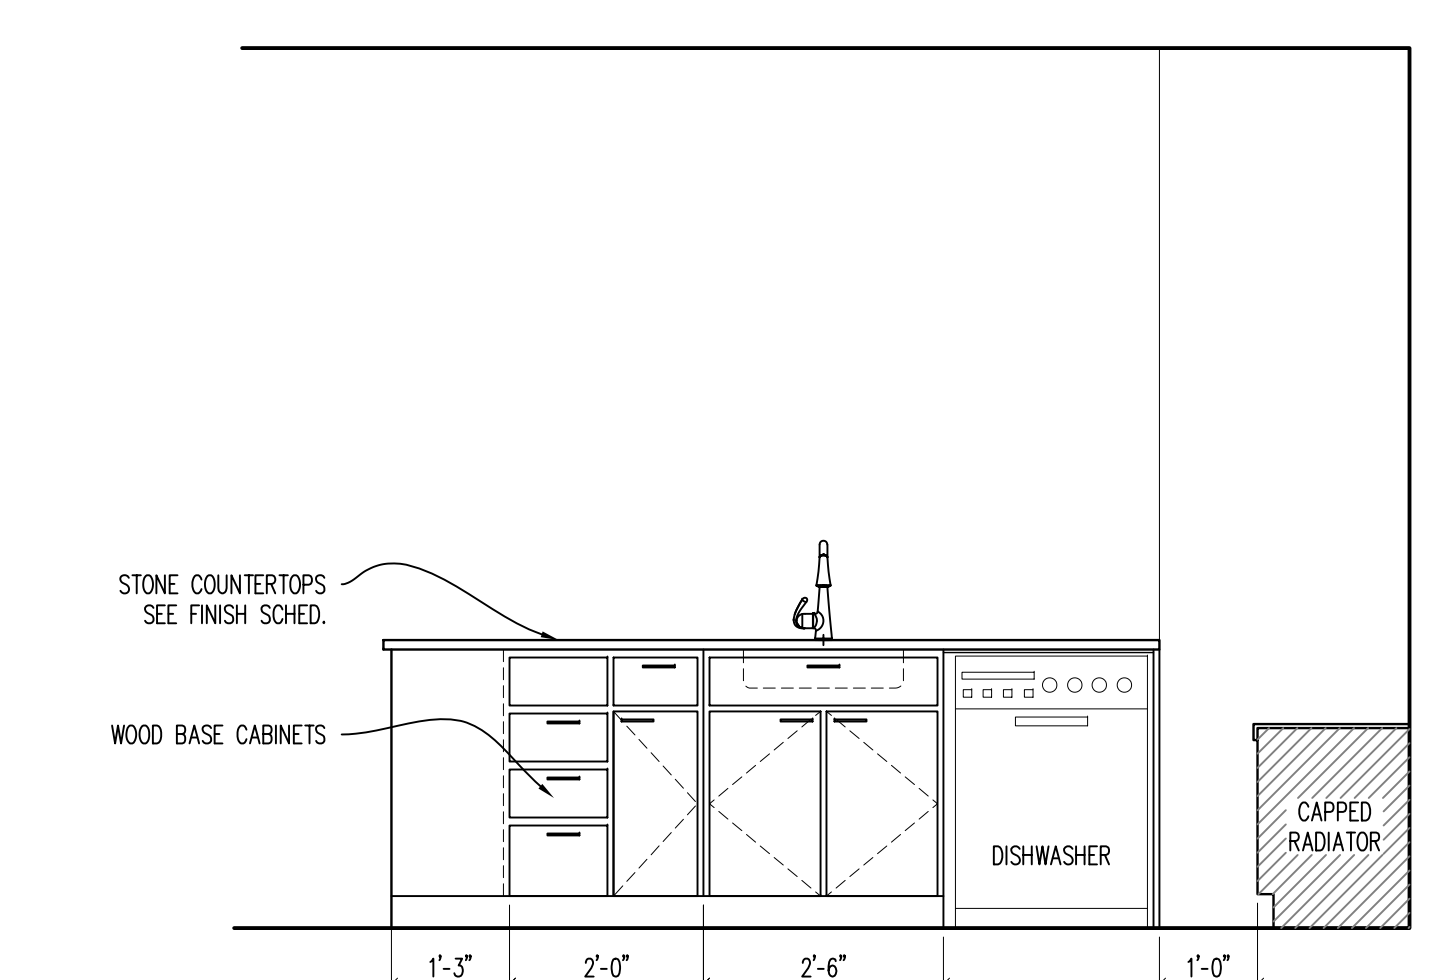 STONE COUNTERTOPS
SEE FINISH SCHED.
WOOD BASE CABINETS
DISHWASHER
CAPPED
RADIATOR
1'-3"
2'-0"
2'-6"
1'-0"